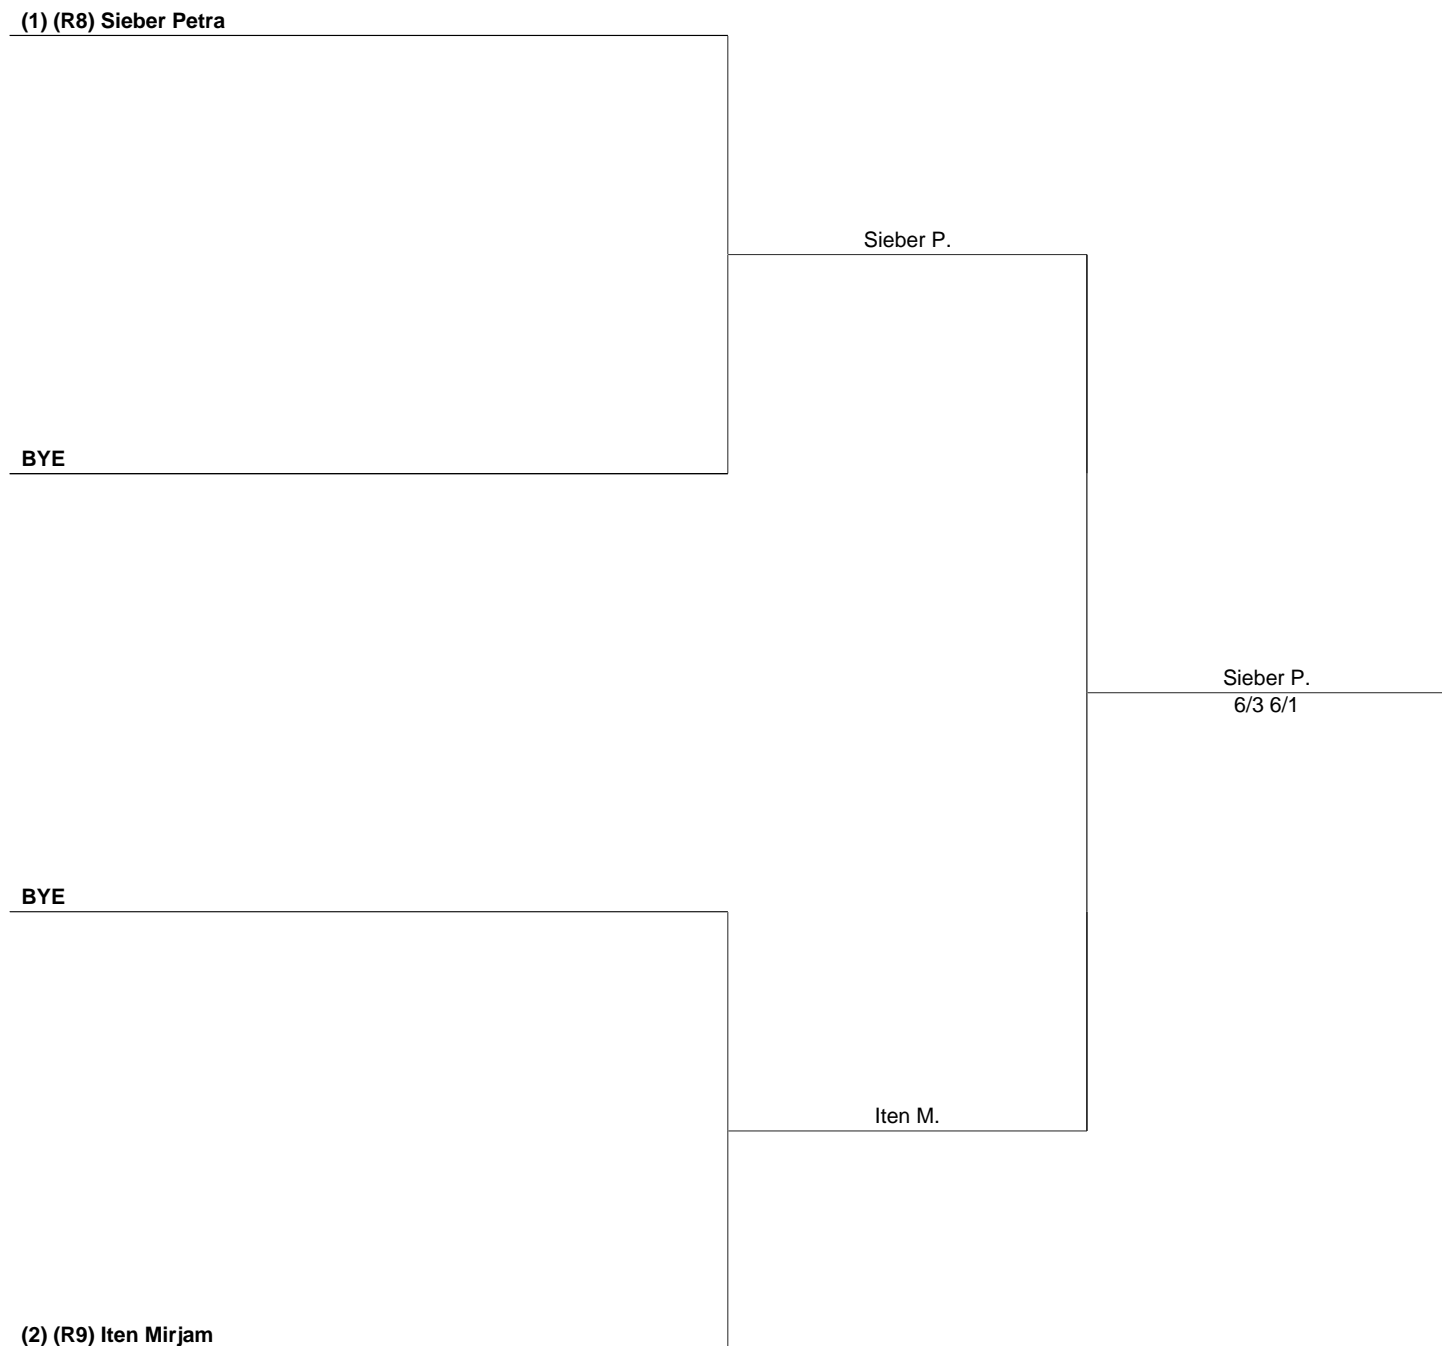 (1) (R8) Sieber Petra
Sieber P.
BYE
Sieber P.
6/3 6/1
BYE
Iten M.
(2) (R9) Iten Mirjam